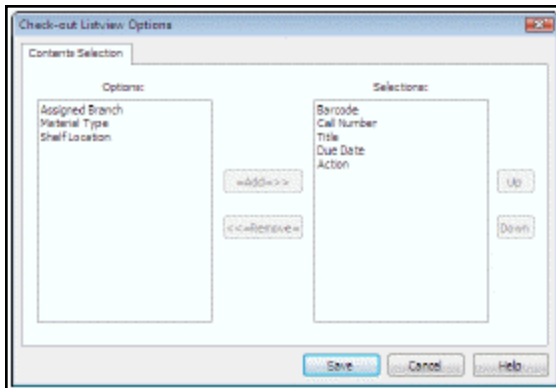 Check-out Listview Options
Contents Selection
Options:
Selections:
Assigned Branch
Material Type
Shelf Location
Barcode
Call Number
Title
Due Date
Action
=Add=>>
<<=Remove=
Up
Down
Save
Cancel
Help